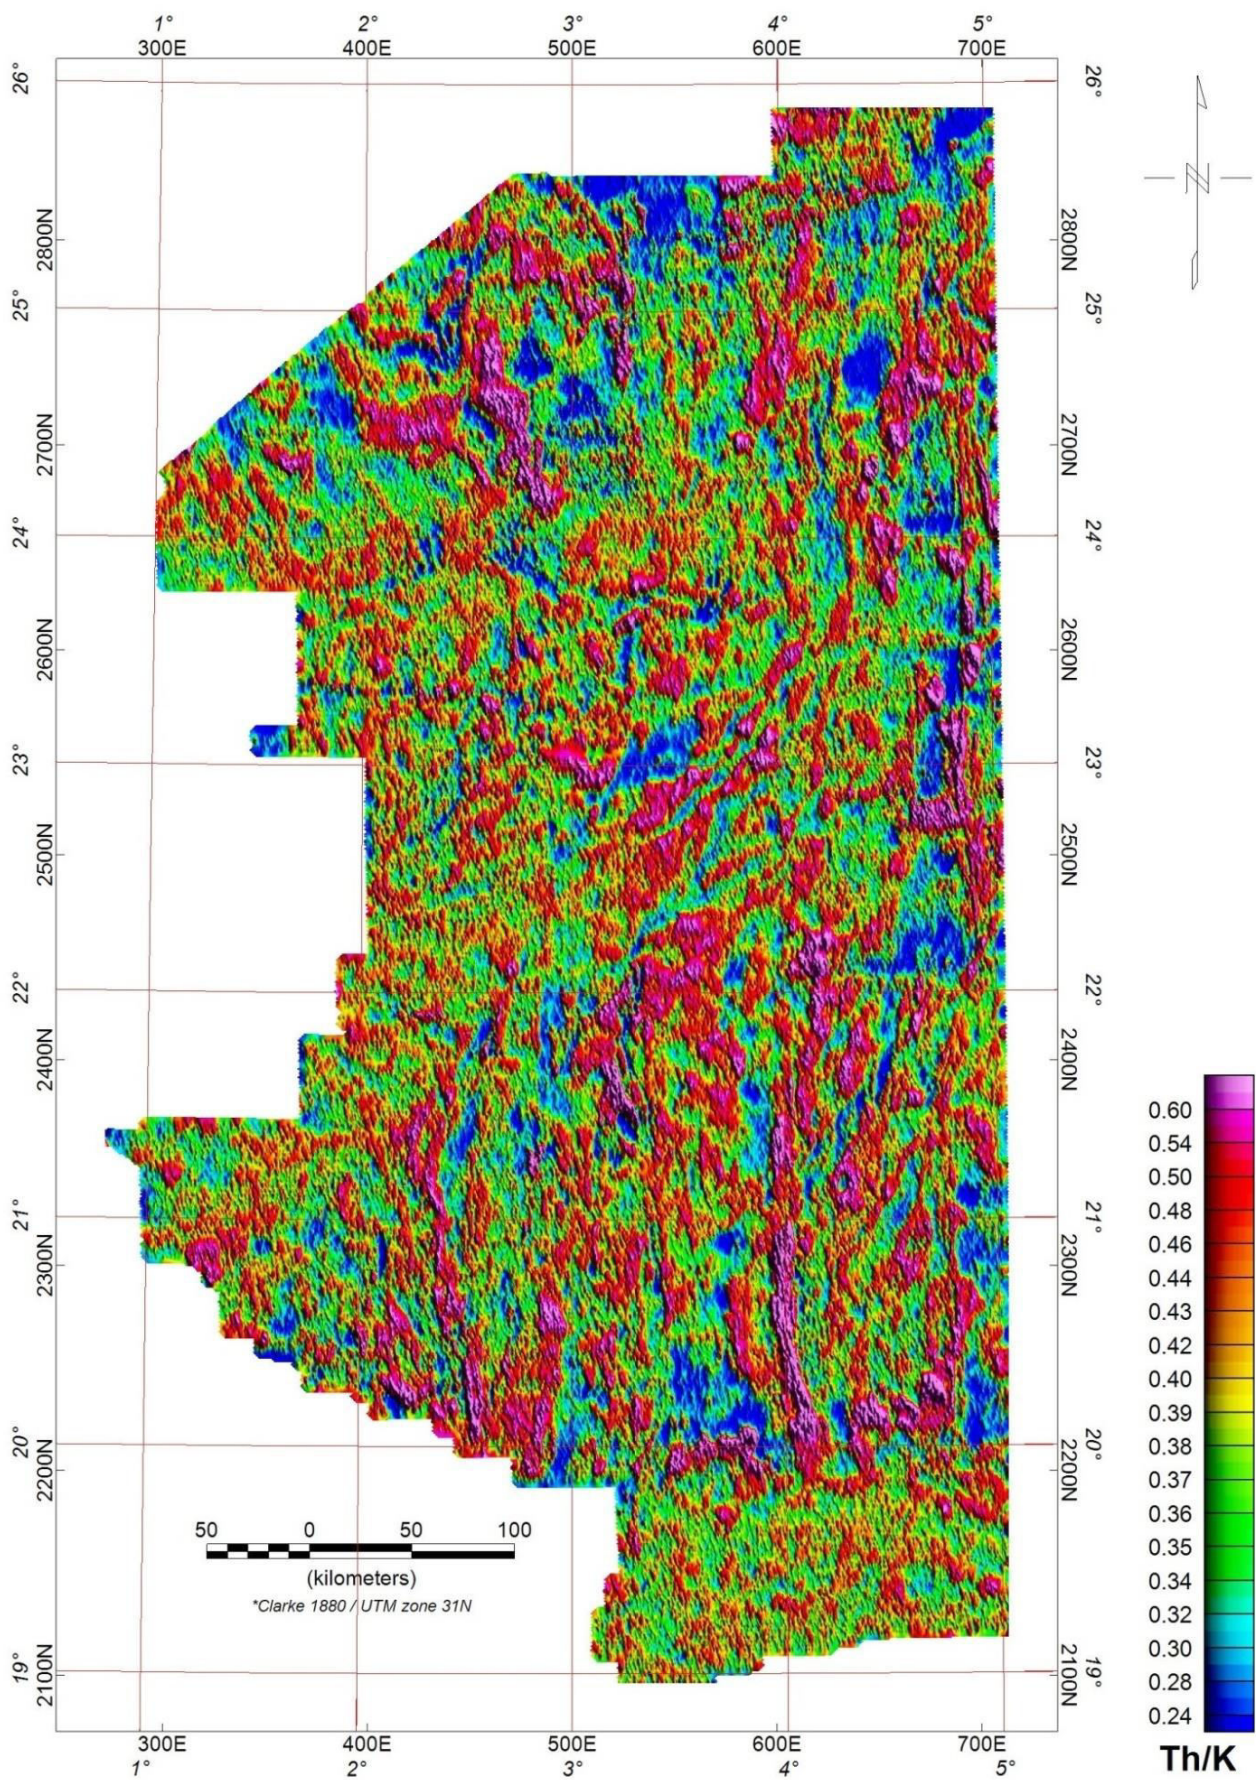 1° 2° 3° 4° 5°
300E 400E 500E 600E 700E
26° 26°
2800N 2800N
25° 25°
2700N 2700N
24° 24°
2600N 2600N
23° 23°
2500N 2500N
22° 22°
2400N 2400N
21° 21°
2300N 2300N
20° 20°
2200N 2200N
19° 19°
2100N 2100N
N
50 0 50 100
(kilometers)
*Clarke 1880 / UTM zone 31N
300E 400E 500E 600E 700E
1° 2° 3° 4° 5°
0.60
0.54
0.50
0.48
0.46
0.44
0.43
0.42
0.40
0.39
0.38
0.37
0.36
0.35
0.34
0.32
0.30
0.28
0.24
Th/K